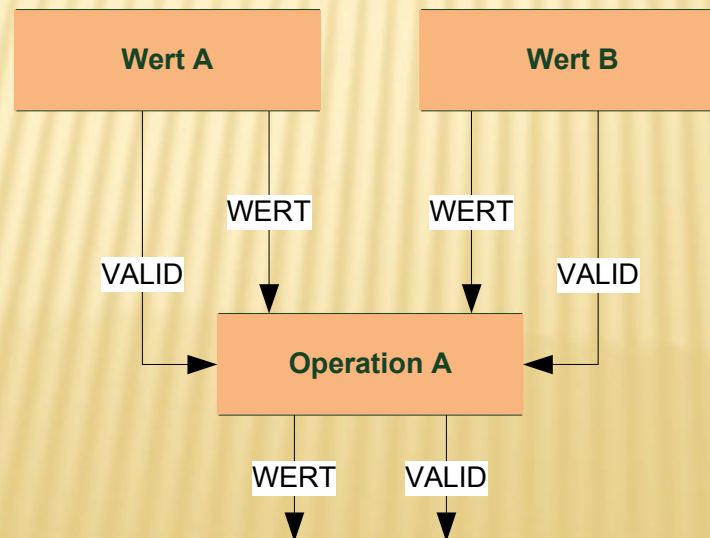 Wert A
Wert B
WERT
WERT
VALID
VALID
Operation A
WERT
VALID